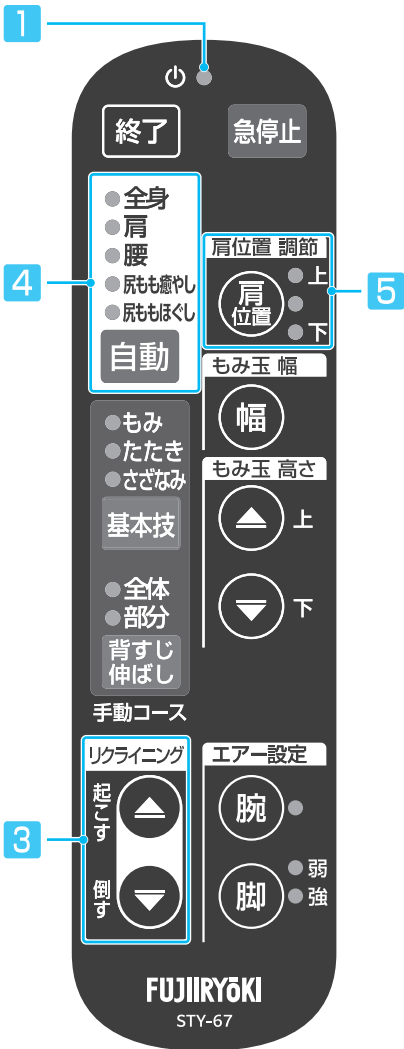 1
終了
急停止
4
全身
肩
腰
尻もも癒やし
尻ももほぐし
自動
肩位置 調節
肩
位置
上
下
5
もみ玉 幅
幅
もみ
たたき
さざなみ
基本技
もみ玉 高さ
上
下
全体
部分
背すじ
伸ばし
手動コース
3
リクライニング
起こす
倒す
エアー設定
腕
脚
弱
強
FUJIIRYōKI
STY-67